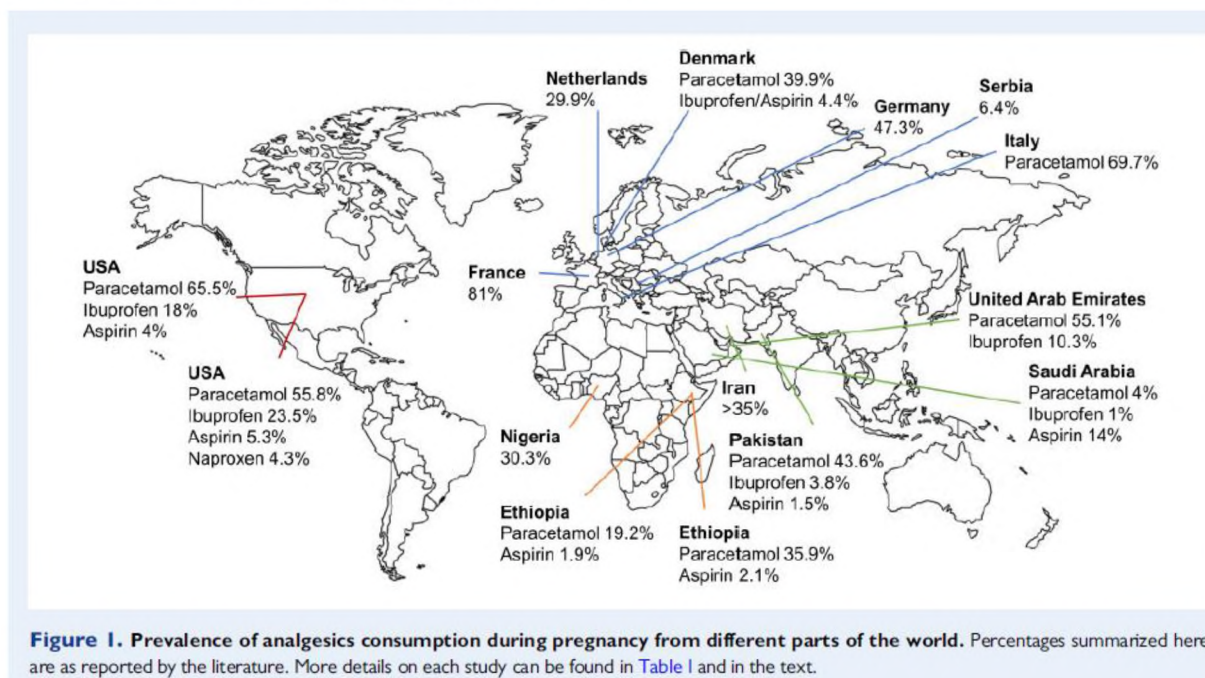 Denmark
Paracetamol 39.9%
Ibuprofen/Aspirin 4.4%
Netherlands
29.9%
Serbia
6.4%
Germany
47.3%
Italy
Paracetamol 69.7%
USA
Paracetamol 65.5%
Ibuprofen 18%
Aspirin 4%
France
81%
United Arab Emirates
Paracetamol 55.1%
Ibuprofen 10.3%
USA
Paracetamol 55.8%
Ibuprofen 23.5%
Aspirin 5.3%
Naproxen 4.3%
Saudi Arabia
Paracetamol 4%
Ibuprofen 1%
Aspirin 14%
Iran
>35%
Nigeria
30.3%
Pakistan
Paracetamol 43.6%
Ibuprofen 3.8%
Aspirin 1.5%
Ethiopia
Paracetamol 19.2%
Aspirin 1.9%
Ethiopia
Paracetamol 35.9%
Aspirin 2.1%
Figure 1. Prevalence of analgesics consumption during pregnancy from different parts of the world. Percentages summarized here
are as reported by the literature. More details on each study can be found in Table I and in the text.